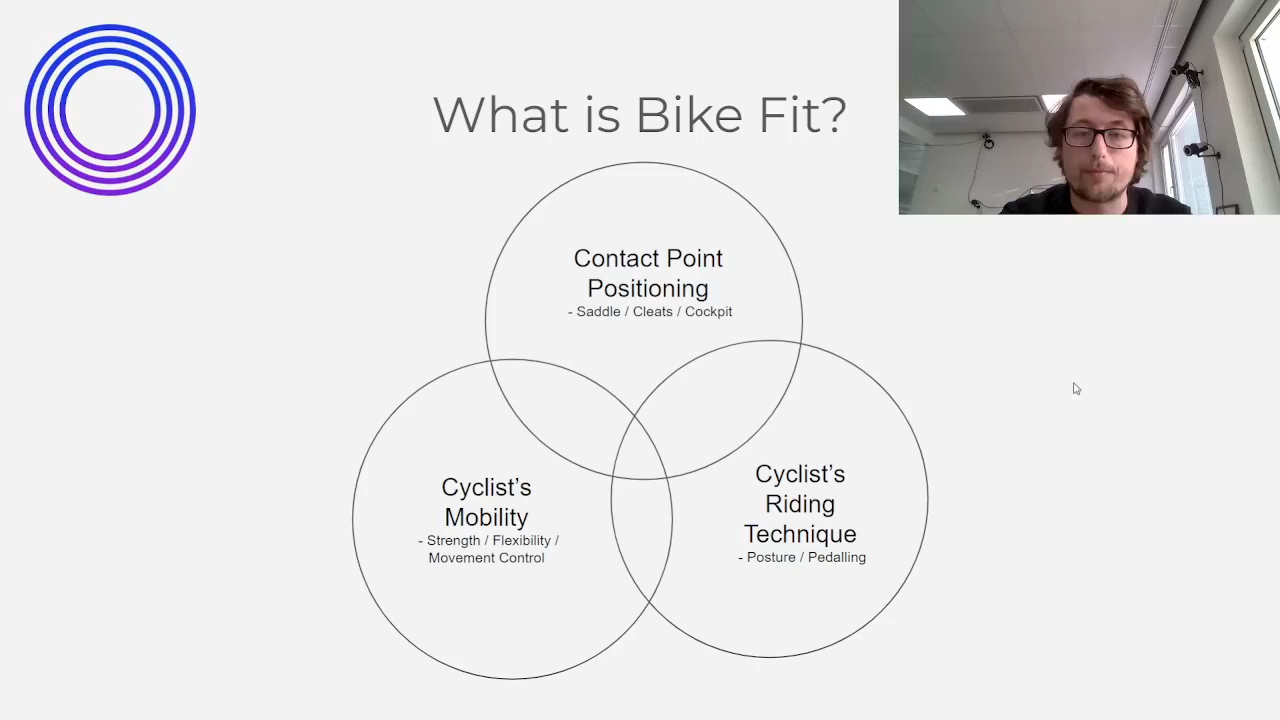 What is Bike Fit?
Contact Point
Positioning
- Saddle / Cleats / Cockpit
Cyclist’s
Mobility
- Strength / Flexibility /
Movement Control
Cyclist’s
Riding
Technique
- Posture / Pedalling